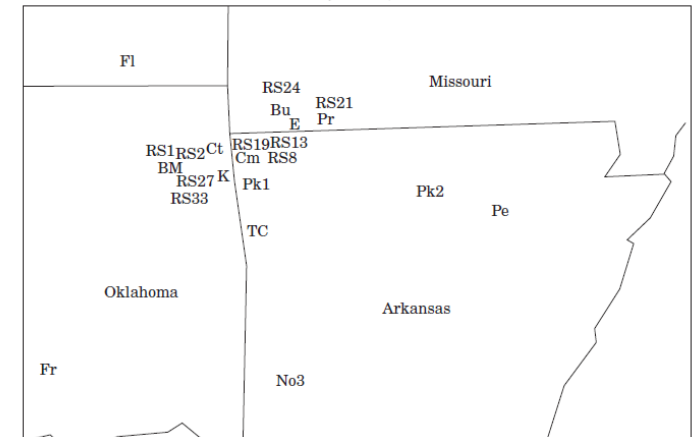 Fl
Missouri
RS24
RS21
Bu
Pr
E
RS1 RS2 Ct RS19 RS13
Cm RS8
BM
RS27 K Pk1
RS33
Pk2
Pe
TC
Oklahoma
Arkansas
Fr
No3